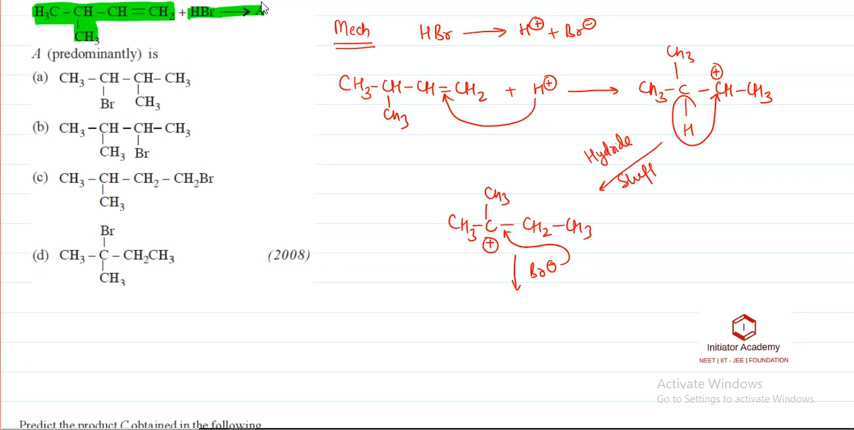 H₃C – CH – CH = CH₂ + HBr ⟶ A
CH₃
A (predominantly) is
(a) CH₃ – CH – CH – CH₃
Br CH₃
(b) CH₃ – CH – CH – CH₃
CH₃ Br
(c) CH₃ – CH – CH₂ – CH₂Br
CH₃
Br
(d) CH₃ – C – CH₂CH₃ (2008)
CH₃
Mech HBr ⟶ H⊕ + Br⊖
CH₃–CH–CH=CH₂ + H⊕ ⟶
CH₃
CH₃
⊕
CH₃–C–CH–CH₃
H
Hydride
Shift
CH₃
CH₃–C–CH₂–CH₃
⊕
↓ Br⊖
Initiator Academy
NEET | IIT - JEE | FOUNDATION
Activate Windows
Go to Settings to activate Windows.
Predict the product C obtained in the following